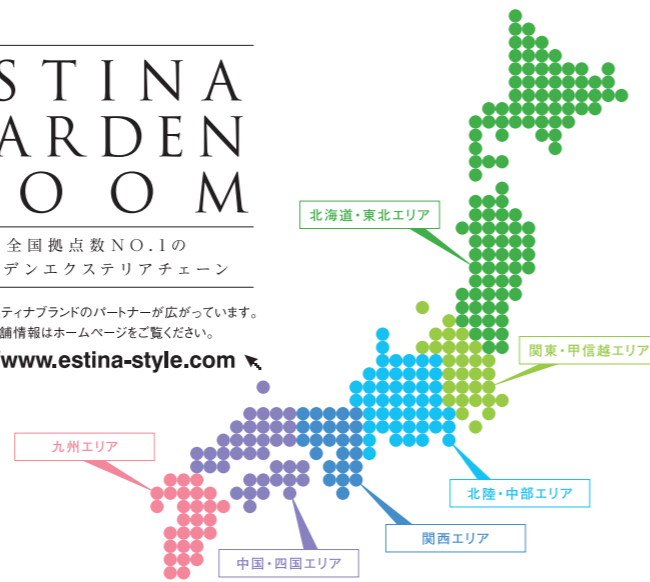 STINA
ARDEN
OOM
全国拠点数NO.1の
デンエクステリアチェーン
ティナブランドのパートナーが広がっています。
舗情報はホームページをご覧ください。
/www.estina-style.com
北海道・東北エリア
関東・甲信越エリア
九州エリア
北陸・中部エリア
関西エリア
中国・四国エリア